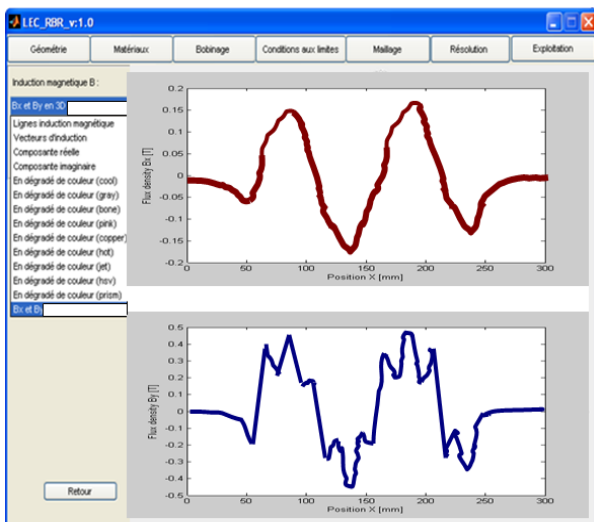 LEC_RBR_v:1.0
Géométrie Matériaux Bobinage Conditions aux limites Maillage Résolution Exploitation
Induction magnetique B :
Bx et By en 3D
Lignes induction magnétique
Vecteurs d'induction
Composante réelle
Composante imaginaire
En dégradé de couleur (cool)
En dégradé de couleur (gray)
En dégradé de couleur (bone)
En dégradé de couleur (pink)
En dégradé de couleur (copper)
En dégradé de couleur (hot)
En dégradé de couleur (jet)
En dégradé de couleur (hsv)
En dégradé de couleur (prism)
Bx et By
Retour
Flux density Bx [T]
0.2
0.15
0.1
0.05
0
-0.05
-0.1
-0.15
-0.2
0 50 100 150 200 250 300
Position X [mm]
Flux density By [T]
0.5
0.4
0.3
0.2
0.1
0
-0.1
-0.2
-0.3
-0.4
-0.5
0 50 100 150 200 250 300
Position X [mm]